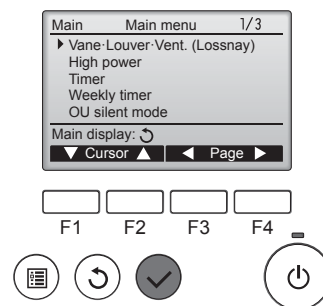 Main Main menu 1/3
Vane·Louver·Vent. (Lossnay)
High power
Timer
Weekly timer
OU silent mode
Main display:
Cursor Page
F1 F2 F3 F4